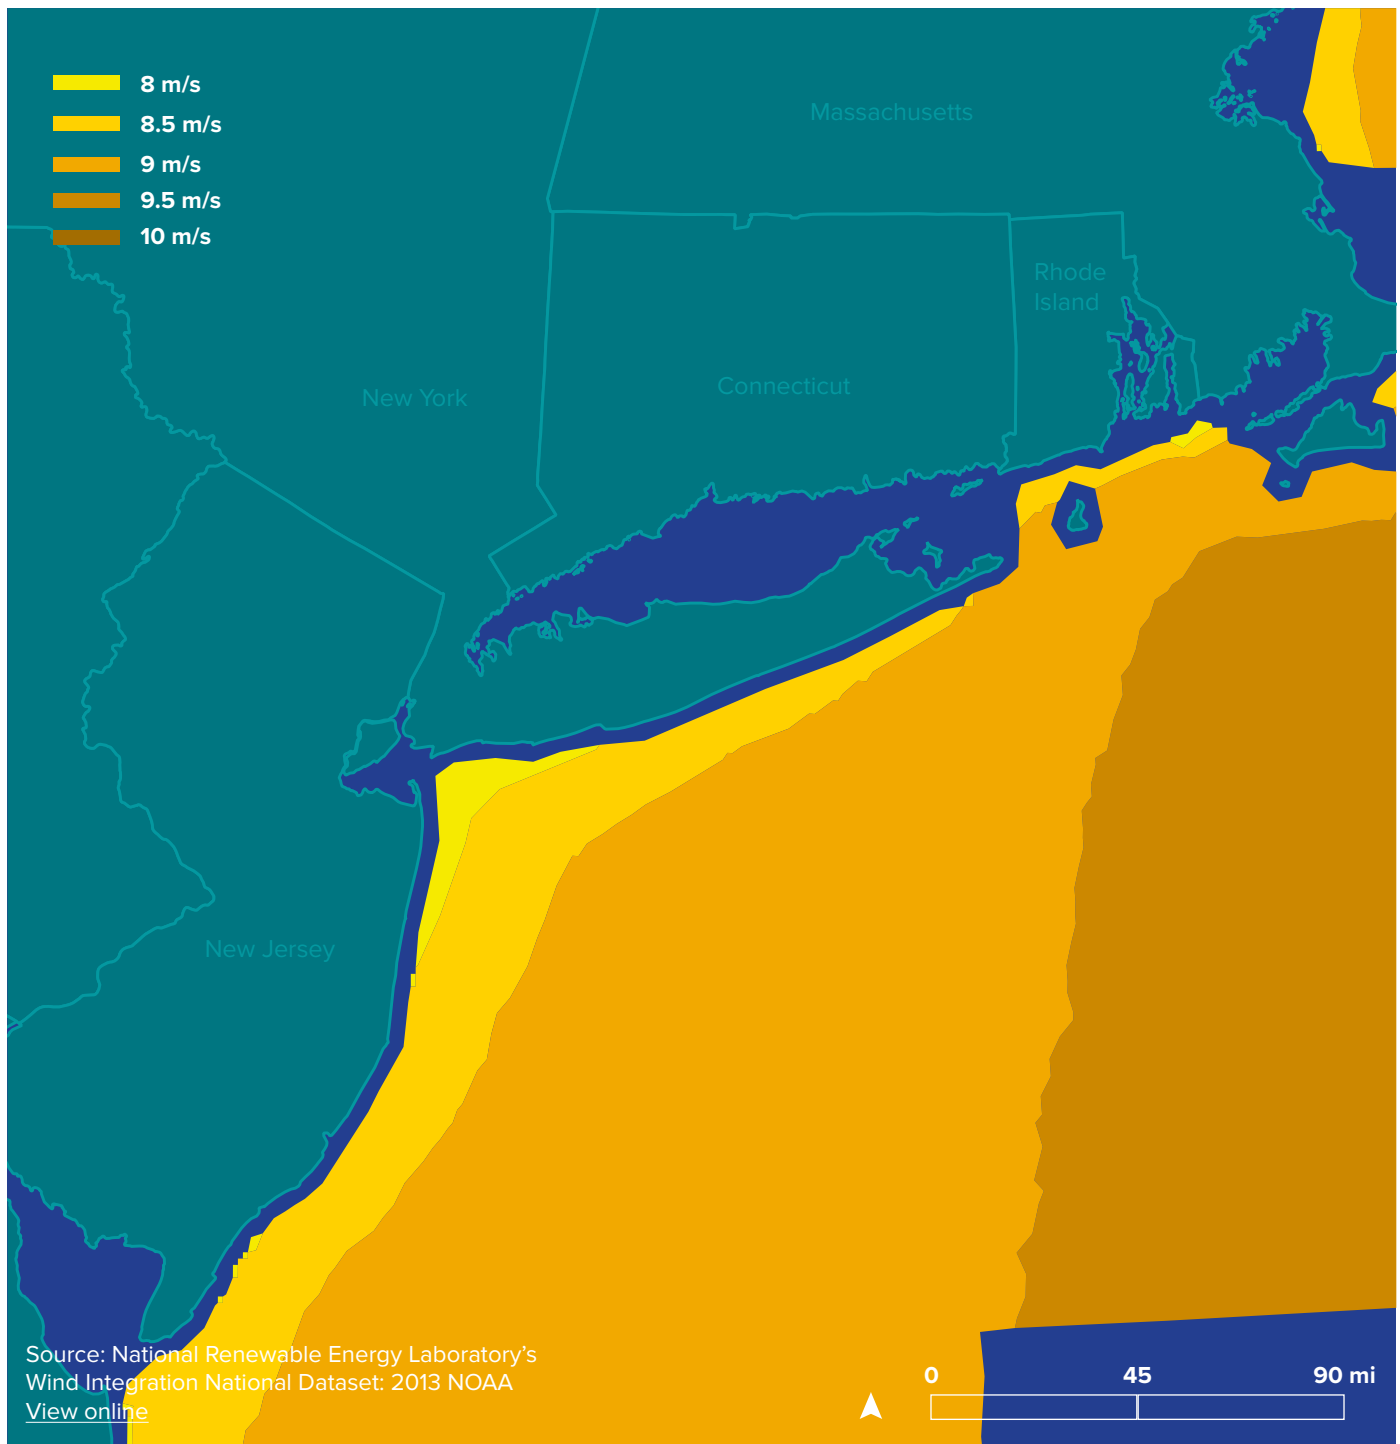 8 m/s
8.5 m/s
9 m/s
9.5 m/s
10 m/s
Massachusetts
Rhode
Island
Connecticut
New York
New Jersey
Source: National Renewable Energy Laboratory’s
Wind Integration National Dataset: 2013 NOAA
View online
0 45 90 mi